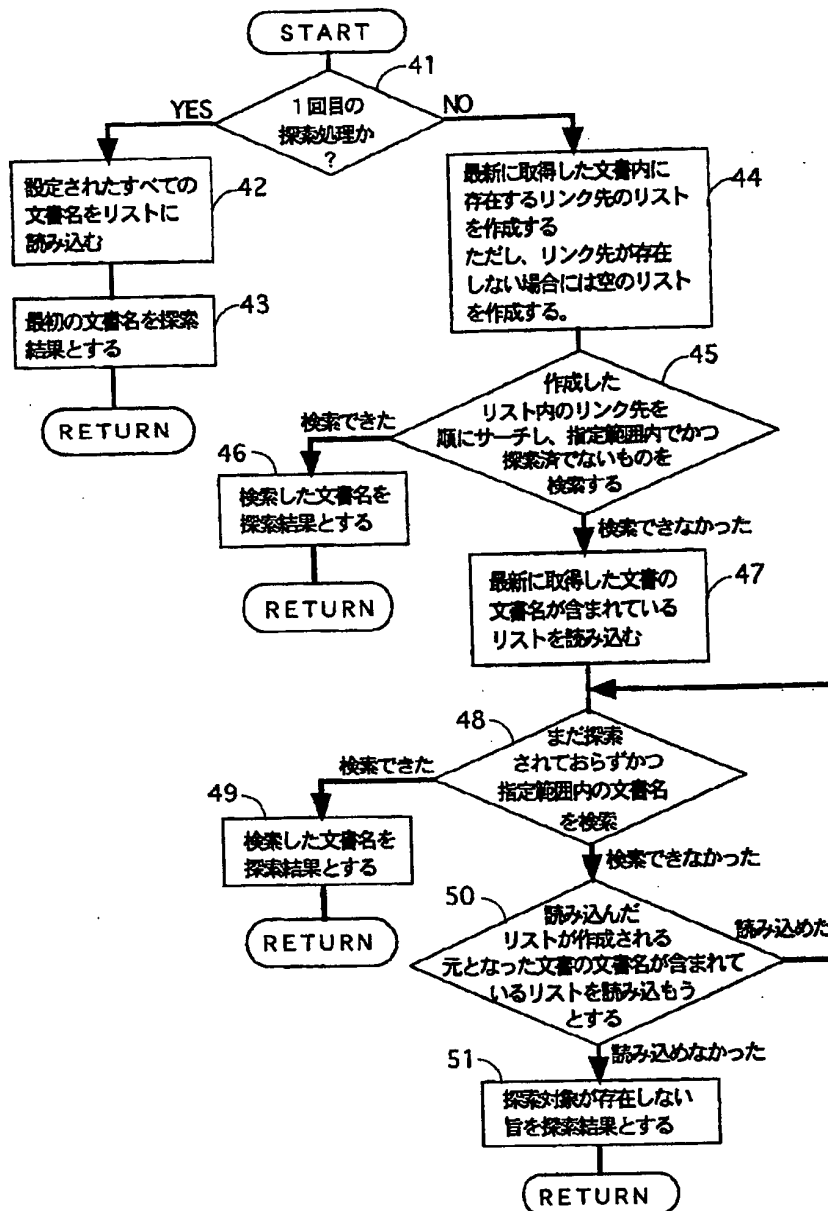 START
41
1回目の
探索処理か
?
YES
NO
設定されたすべての
文書名をリストに
読み込む
42
最初の文書名を探索
結果とする
43
RETURN
最新に取得した文書内に
存在するリンク先のリスト
を作成する
ただし、リンク先が存在
しない場合には空のリスト
を作成する。
44
45
作成した
リスト内のリンク先を
順にサーチし、指定範囲内でかつ
探索済でないものを
検索する
検索できた
46
検索した文書名を
探索結果とする
RETURN
検索できなかった
最新に取得した文書の
文書名が含まれている
リストを読み込む
47
48
まだ探索
されておらずかつ
指定範囲内の文書名
を検索
検索できた
49
検索した文書名を
探索結果とする
RETURN
検索できなかった
50
読み込んだ
リストが作成される
元となった文書の文書名が含まれて
いるリストを読み込もう
とする
読み込めた
読み込めなかった
51
探索対象が存在しない
旨を探索結果とする
RETURN